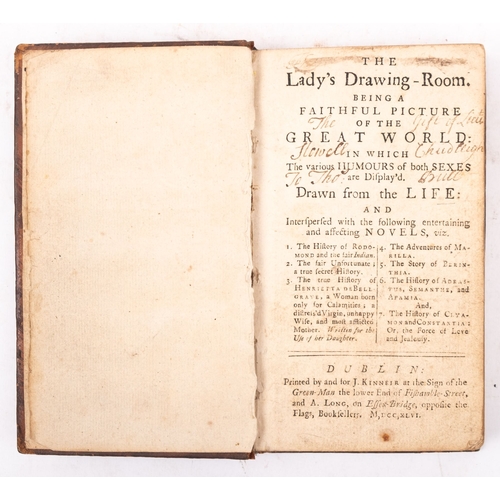 THE
Lady's Drawing-Room.
BEING A
FAITHFUL PICTURE
OF THE
The Gift of Lieut
GREAT WORLD:
IN WHICH
The various HUMOURS of both SEXES
are Display'd.
To Tho
Drawn from the LIFE:
AND
Interspersed with the following entertaining
and affecting NOVELS, viz.
1. The History of RODO-
MOND and the fair Indian.
2. The fair Unfortunate; a
true secret History.
3. The true History of
HENRIETTA DE BELL-
GRAVE, a Woman born
only for Calamities; a
distress'd Virgin, unhappy
Wife, and most afflicted
Mother. Written for the
Use of her Daughter.
4. The Adventures of MA-
RILLA.
5. The Story of BERIN-
THIA.
6. The History of ADRAS-
TUS, SEMANTHE, and
APAMIA.
And,
7. The History of CLYA-
MON and CONSTANTIA:
Or, the Force of Love
and Jealousy.
DUBLIN:
Printed by and for J. KINNEIR at the Sign of the
Green-Man the lower End of Fishamble-Street,
and A. LONG, on Essex-Bridge, opposite the
Flags, Booksellers. M,DCC,XLVI.